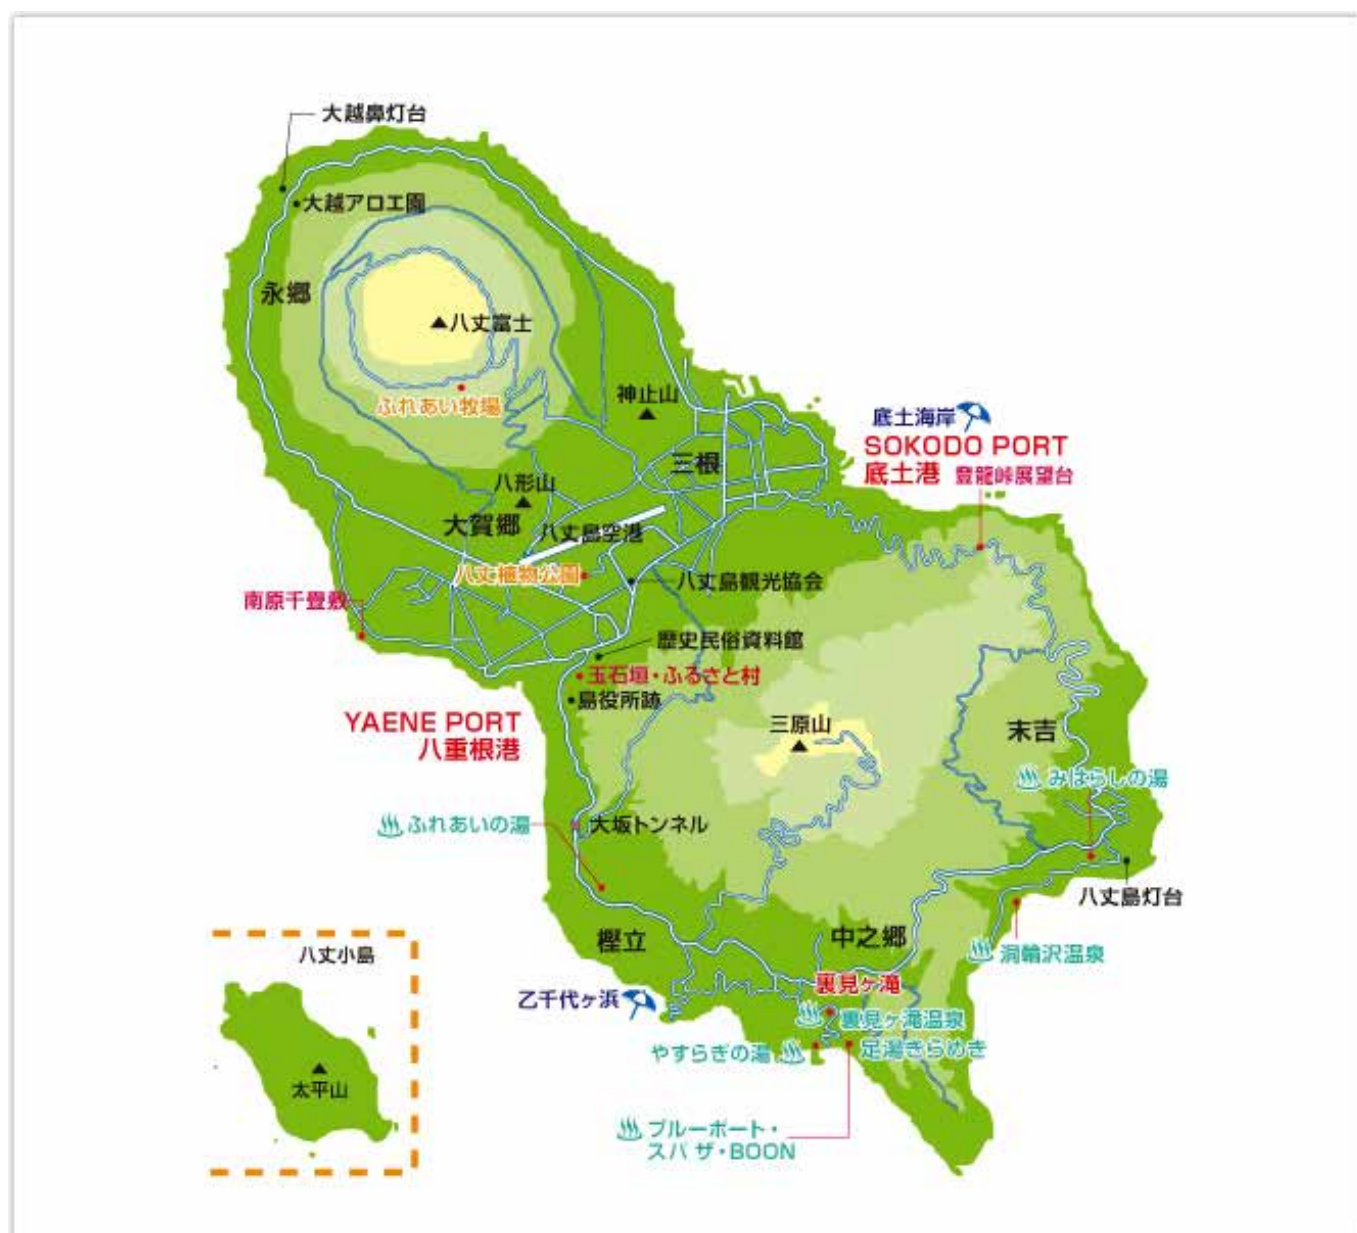 大越鼻灯台
大越アロエ園
永郷
八丈富士
ふれあい牧場
神止山
底土海岸
SOKODO PORT
底土港
登龍峠展望台
三根
八形山
大賀郷
八丈島空港
八丈植物公園
八丈島観光協会
南原千畳敷
歴史民俗資料館
玉石垣・ふるさと村
島役所跡
YAENE PORT
八重根港
三原山
末吉
みはらしの湯
ふれあいの湯
大坂トンネル
八丈島灯台
樫立
中之郷
洞輪沢温泉
八丈小島
裏見ヶ滝
乙千代ヶ浜
裏見ヶ滝温泉
やすらぎの湯
足湯きらめき
太平山
ブルーポート・
スパ ザ・BOON